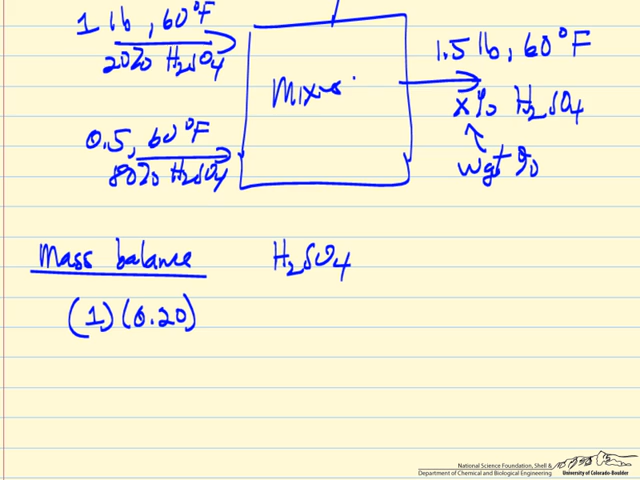 1 lb, 60°F
20% H₂SO₄
Mixer
1.5 lb, 60°F
x% H₂SO₄
wgt %
0.5, 60°F
80% H₂SO₄
Mass balance H₂SO₄
(1)(0.20)
National Science Foundation, Shell &
Department of Chemical and Biological Engineering
University of Colorado-Boulder